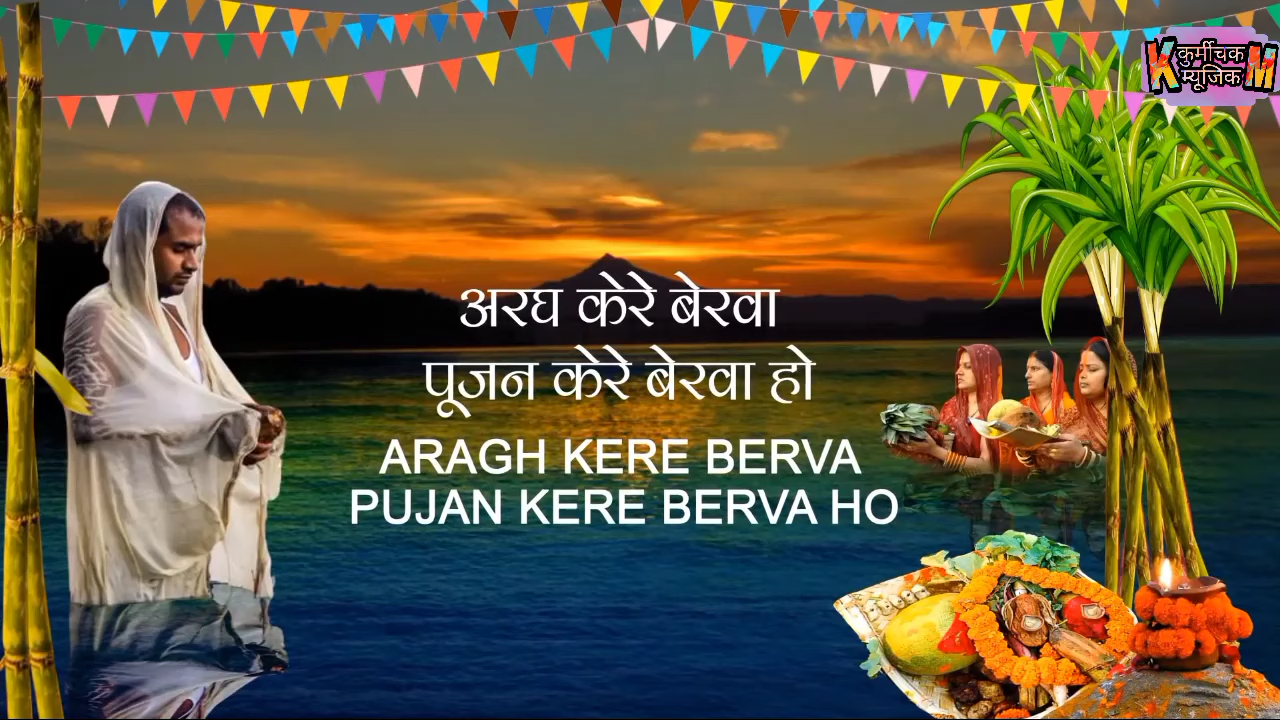 K कुर्मीचक M
म्यूजिक
अरघ केरे बेरवा
पूजन केरे बेरवा हो
ARAGH KERE BERVA
PUJAN KERE BERVA HO